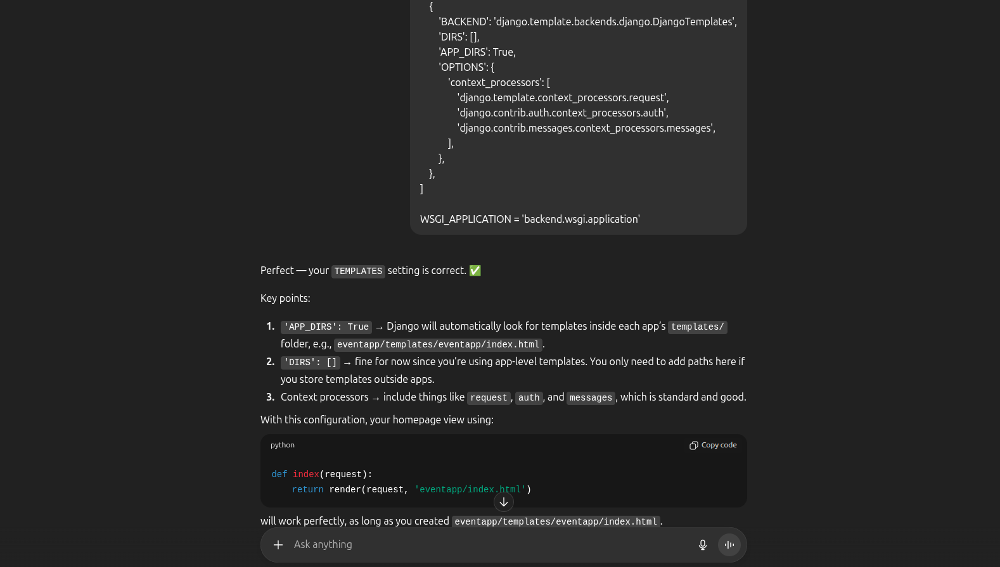 {
'BACKEND': 'django.template.backends.django.DjangoTemplates',
'DIRS': [],
'APP_DIRS': True,
'OPTIONS': {
'context_processors': [
'django.template.context_processors.request',
'django.contrib.auth.context_processors.auth',
'django.contrib.messages.context_processors.messages',
],
},
},
]
WSGI_APPLICATION = 'backend.wsgi.application'
Perfect — your TEMPLATES setting is correct. ✅
Key points:
1. 'APP_DIRS': True → Django will automatically look for templates inside each app’s templates/
folder, e.g., eventapp/templates/eventapp/index.html.
2. 'DIRS': [] → fine for now since you’re using app-level templates. You only need to add paths here if
you store templates outside apps.
3. Context processors → include things like request, auth, and messages, which is standard and good.
With this configuration, your homepage view using:
python
Copy code
def index(request):
return render(request, 'eventapp/index.html')
will work perfectly, as long as you created eventapp/templates/eventapp/index.html.
Ask anything